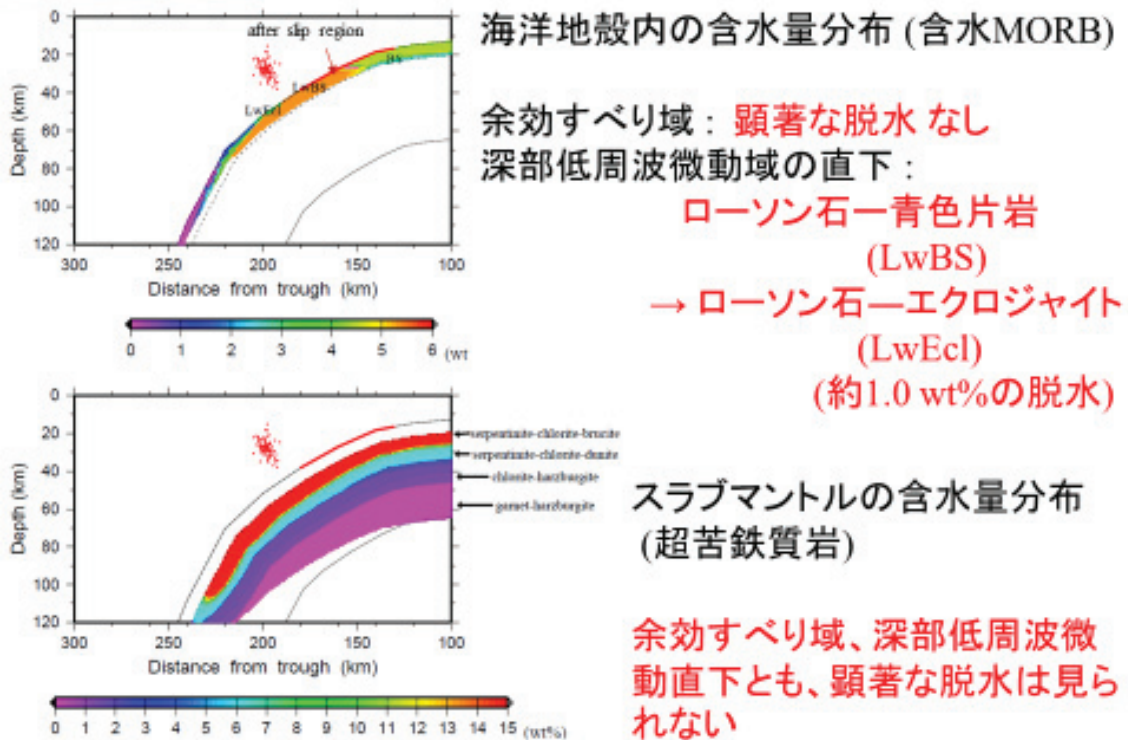 海洋地殻内の含水量分布 (含水MORB)
余効すべり域： 顕著な脱水 なし
深部低周波微動域の直下：
ローソン石ー青色片岩
(LwBS)
→ ローソン石—エクロジャイト
(LwEcl)
(約1.0 wt%の脱水)
0
20
40
60
80
100
120
Depth (km)
after slip region
BS
LwBS
LwEcl
300 250 200 150 100
Distance from trough (km)
0 1 2 3 4 5 6 (wt
0
20
40
60
80
100
120
Depth (km)
serpentinite-chlorite-brucite
serpentinite-chlorite-dunite
chlorite-harzburgite
garnet-harzburgite
300 250 200 150 100
Distance from trough (km)
0 1 2 3 4 5 6 7 8 9 10 11 12 13 14 15 (wt%)
スラブマントルの含水量分布
(超苦鉄質岩)
余効すべり域、深部低周波微
動直下とも、顕著な脱水は見ら
れない